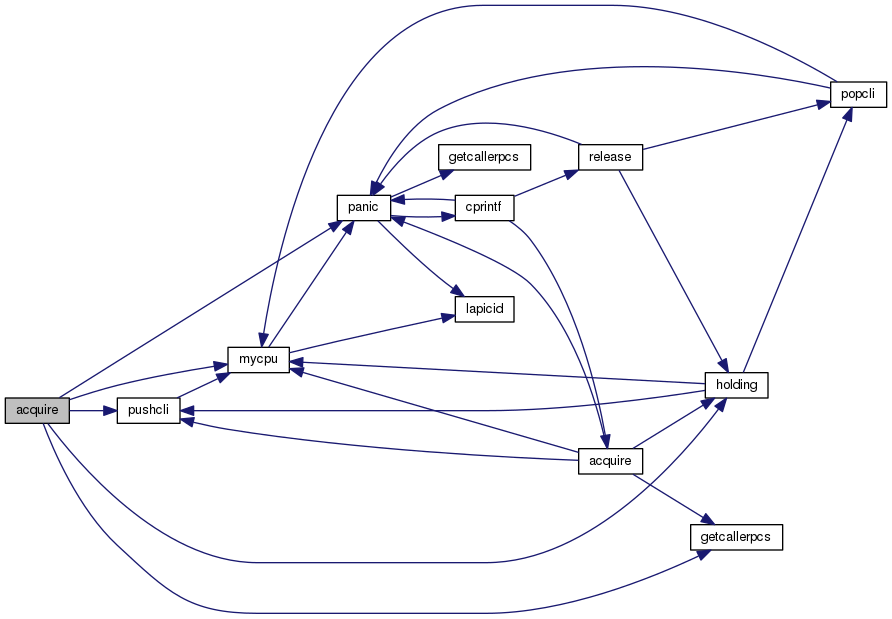 popcli
getcallerpcs
release
panic
cprintf
lapicid
mycpu
holding
acquire
pushcli
acquire
getcallerpcs